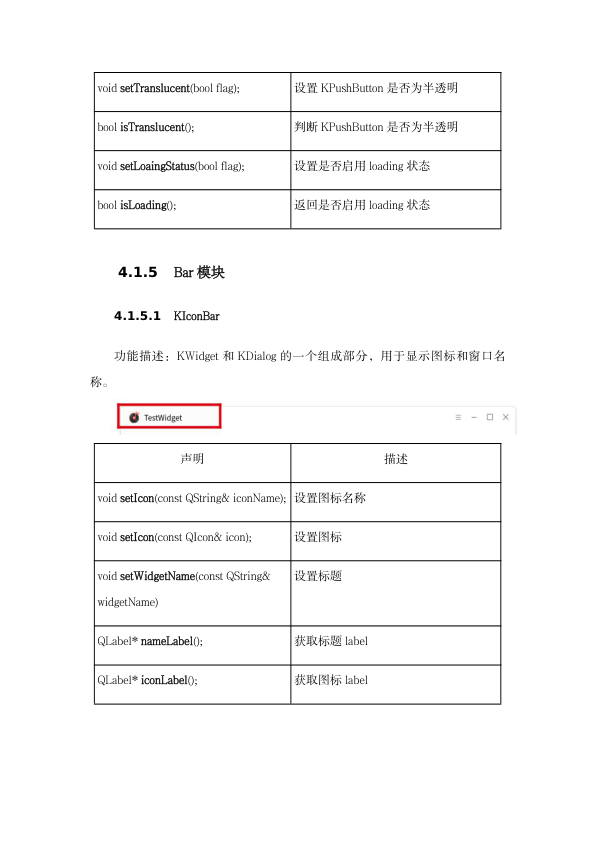 void setTranslucent(bool flag); 设置 KPushButton 是否为半透明
bool isTranslucent(); 判断 KPushButton 是否为半透明
void setLoaingStatus(bool flag); 设置是否启用 loading 状态
bool isLoading(); 返回是否启用 loading 状态
4.1.5 Bar 模块
4.1.5.1 KIconBar
功能描述：KWidget 和 KDialog 的一个组成部分，用于显示图标和窗口名
称。
TestWidget
声明 描述
void setIcon(const QString& iconName); 设置图标名称
void setIcon(const QIcon& icon); 设置图标
void setWidgetName(const QString& 设置标题
widgetName)
QLabel* nameLabel(); 获取标题 label
QLabel* iconLabel(); 获取图标 label